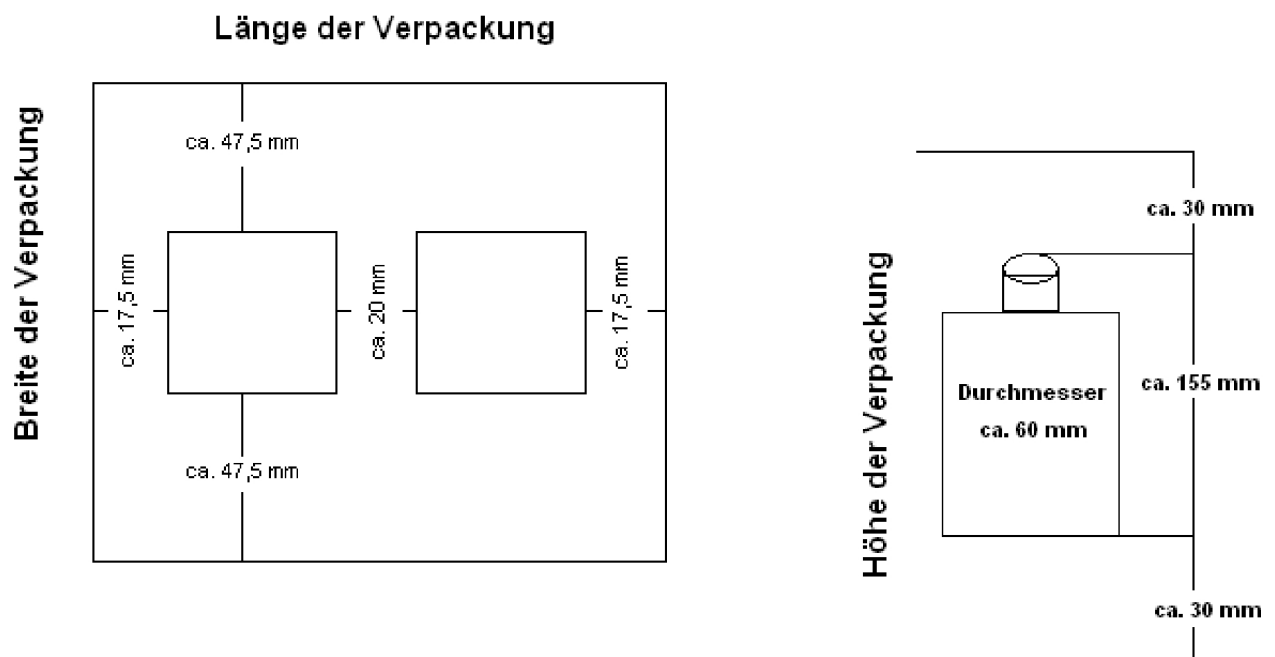 Länge der Verpackung
Breite der Verpackung
ca. 47,5 mm
ca. 17,5 mm
ca. 20 mm
ca. 17,5 mm
ca. 47,5 mm
Höhe der Verpackung
ca. 30 mm
Durchmesser
ca. 60 mm
ca. 155 mm
ca. 30 mm